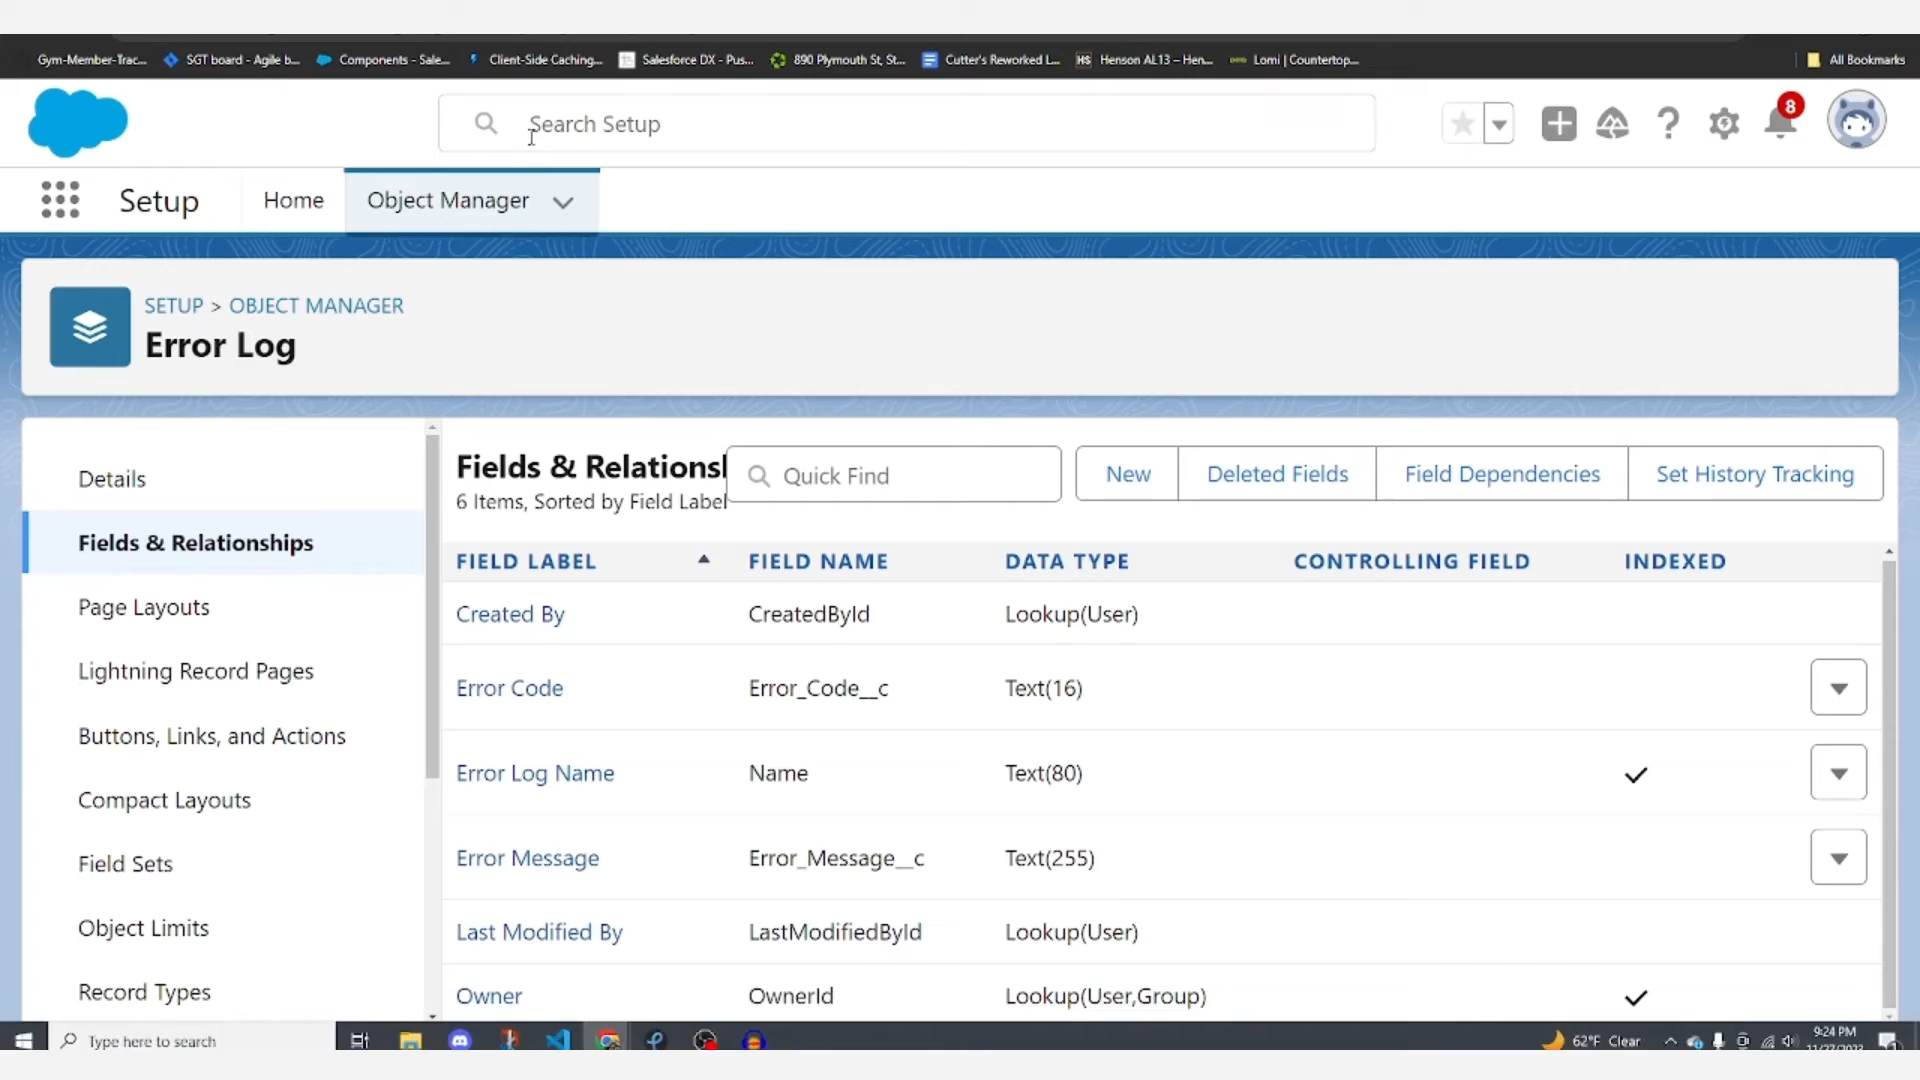 Gym-Member-Trac... SGT board - Agile b... Components - Sale... Client-Side Caching... Salesforce DX - Pus... 890 Plymouth St, St... Cutter's Reworked L... HS Henson AL13 – Hen... Lomi | Countertop... All Bookmarks
Search Setup
8
Setup Home Object Manager
SETUP > OBJECT MANAGER
Error Log
Details
Fields & Relationships
Page Layouts
Lightning Record Pages
Buttons, Links, and Actions
Compact Layouts
Field Sets
Object Limits
Record Types
Fields & Relations
6 Items, Sorted by Field Label
Quick Find
New Deleted Fields Field Dependencies Set History Tracking
FIELD LABEL FIELD NAME DATA TYPE CONTROLLING FIELD INDEXED
Created By CreatedById Lookup(User)
Error Code Error_Code__c Text(16)
Error Log Name Name Text(80)
Error Message Error_Message__c Text(255)
Last Modified By LastModifiedById Lookup(User)
Owner OwnerId Lookup(User,Group)
Type here to search
62°F Clear
9:24 PM
11/27/2023